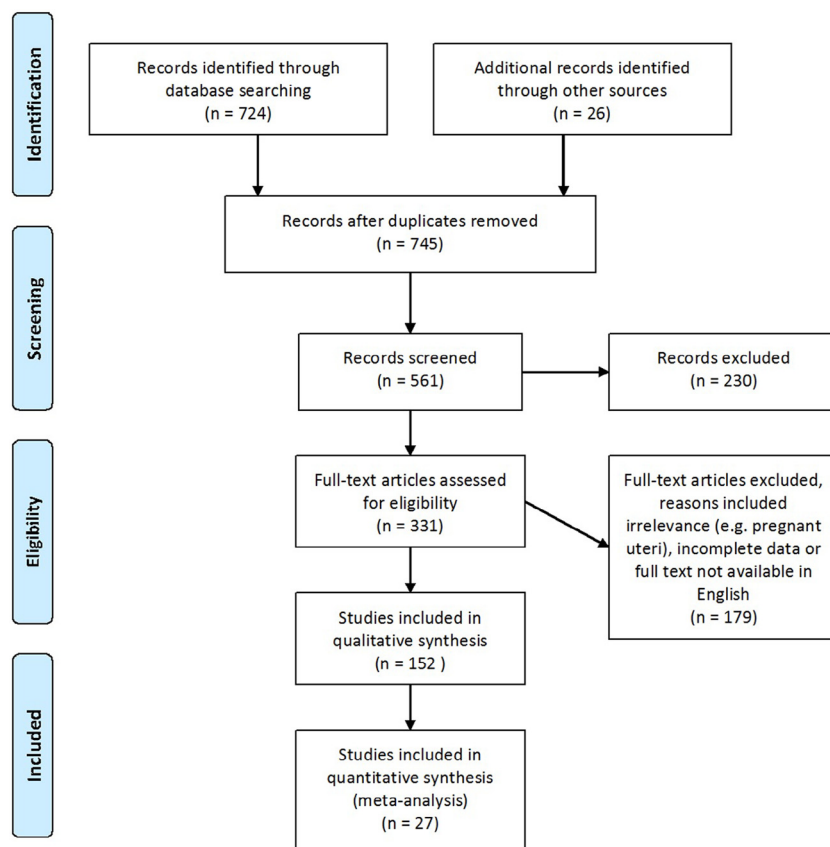 Identification
Records identified through
database searching
(n = 724)
Additional records identified
through other sources
(n = 26)
Records after duplicates removed
(n = 745)
Screening
Records screened
(n = 561)
Records excluded
(n = 230)
Eligibility
Full-text articles assessed
for eligibility
n = 331)
Full-text articles excluded,
reasons included
irrelevance (e.g. pregnant
uteri), incomplete data or
full text not available in
English
(n = 179)
Studies included in
qualitative synthesis
(n = 152 )
Included
Studies included in
quantitative synthesis
(meta-analysis)
(n = 27)